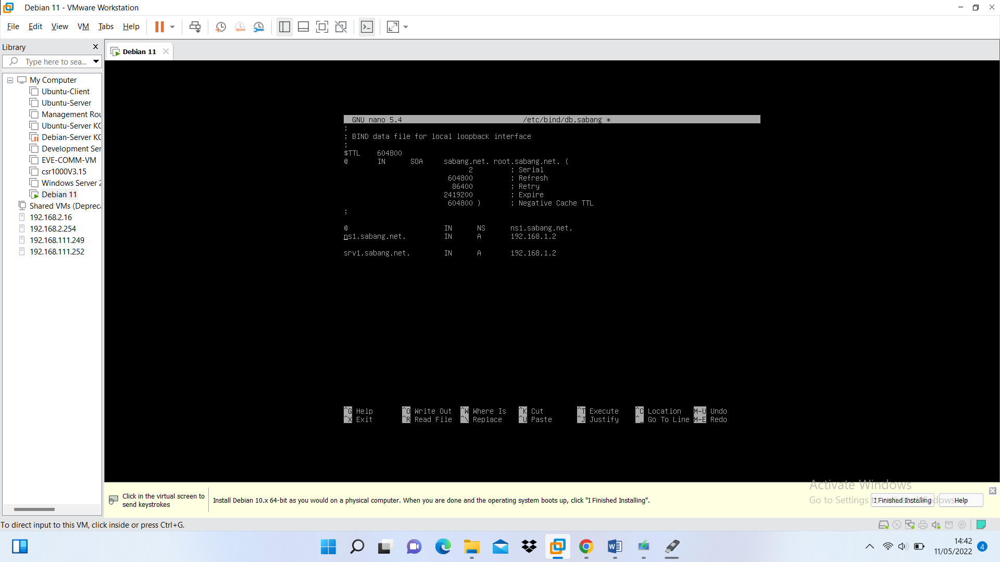 Debian 11 - VMware Workstation
File Edit View VM Tabs Help
Library
Type here to sea...
My Computer
Ubuntu-Client
Ubuntu-Server
Management Rou
Ubuntu-Server KC
Debian-Server KC
Development Ser
EVE-COMM-VM
csr1000V3.15
Windows Server 2
Debian 11
Shared VMs (Depreca
192.168.2.16
192.168.2.254
192.168.111.249
192.168.111.252
Debian 11
GNU nano 5.4 /etc/bind/db.sabang *
;
; BIND data file for local loopback interface
;
$TTL 604800
@ IN SOA sabang.net. root.sabang.net. (
2 ; Serial
604800 ; Refresh
86400 ; Retry
2419200 ; Expire
604800 ) ; Negative Cache TTL
;
@ IN NS ns1.sabang.net.
ns1.sabang.net. IN A 192.168.1.2
srv1.sabang.net. IN A 192.168.1.2
^G Help ^O Write Out ^W Where Is ^K Cut ^T Execute ^C Location M-U Undo
^X Exit ^R Read File ^\ Replace ^U Paste ^J Justify ^_ Go To Line M-E Redo
Click in the virtual screen to
send keystrokes
Install Debian 10.x 64-bit as you would on a physical computer. When you are done and the operating system boots up, click "I Finished Installing".
I Finished Installing
Help
Activate Windows
Go to Settings to activate Windows
To direct input to this VM, click inside or press Ctrl+G.
14:42
11/05/2022
4